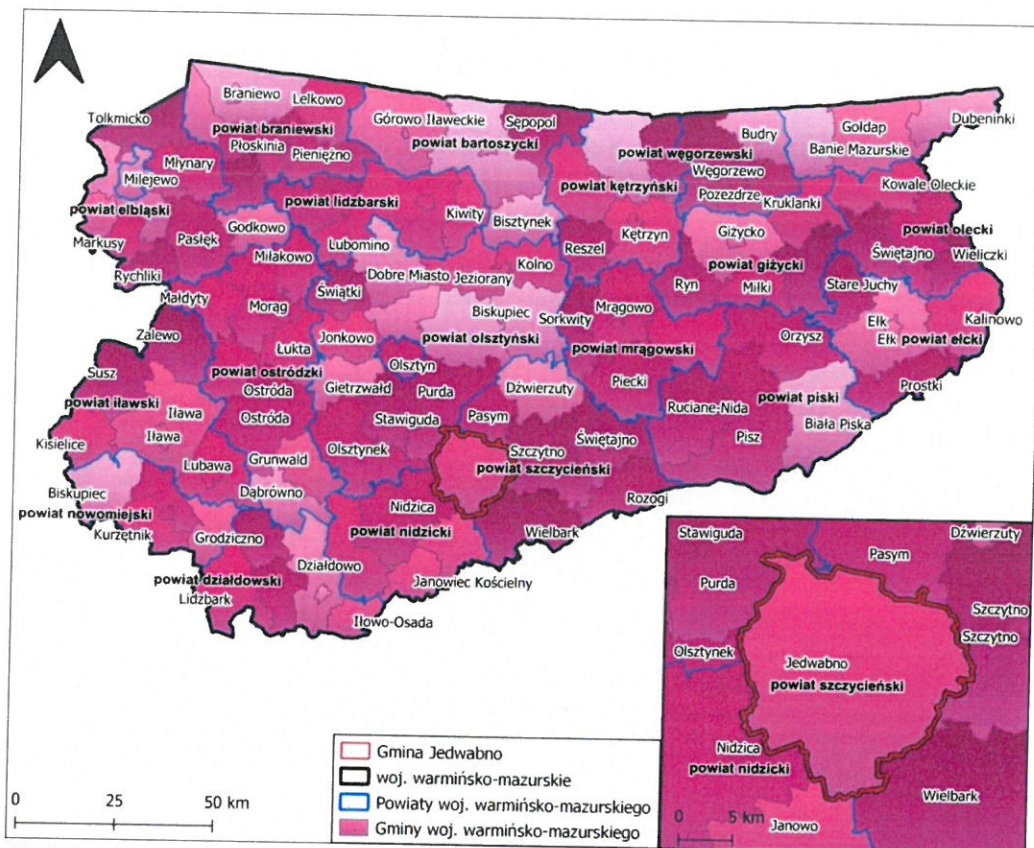 Braniewo
Lelkowo
Tolkmicko
powiat braniewski
Górowo Iławeckie
Sępopol
powiat bartoszycki
Budry
Gołdap
Dubeninki
Banie Mazurskie
powiat węgorzewski
Płoskinia
Pieniężno
Młynary
Milejewo
Węgorzewo
powiat kętrzyński
Pozezdrze
Kruklanki
Kowale Oleckie
powiat elbląski
powiat lidzbarski
Kiwity
Bisztynek
Godkowo
Markusy
Pasłęk
Lubomino
Miłakowo
Kętrzyn
Reszel
Giżycko
powiat giżycki
powiat olecki
Świętajno
Wieliczki
Rychliki
Dobre Miasto
Jeziorany
Kolno
Świątki
Małdyty
Morąg
Ryn
Miłki
Stare Juchy
Mrągowo
Sorkwity
Biskupiec
Ełk
Kalinowo
Orzysz
Ełk
powiat ełcki
Zalewo
Łukta
Jonkowo
powiat olsztyński
powiat mrągowski
Olsztyn
Susz
powiat ostródzki
Ostróda
Gietrzwałd
Purda
Dźwierzuty
Piecki
powiat piski
Prostki
powiat iławski
Iława
Iława
Ostróda
Stawiguda
Pasym
Ruciane-Nida
Biała Piska
Kisielice
Lubawa
Grunwald
Olsztynek
Szczytno
Świętajno
powiat szczycieński
Pisz
Biskupiec
Dąbrówno
Nidzica
Rozogi
powiat nowomiejski
Kurzętnik
Grodziczno
powiat nidzicki
Wielbark
Działdowo
powiat działdowski
Lidzbark
Janowiec Kościelny
Iłowo-Osada
Stawiguda
Pasym
Dźwierzuty
Purda
Szczytno
Szczytno
Olsztynek
Jedwabno
powiat szczycieński
Nidzica
powiat nidzicki
Wielbark
Janowo
0 5 km
Gmina Jedwabno
woj. warmińsko-mazurskie
Powiaty woj. warmińsko-mazurskiego
Gminy woj. warmińsko-mazurskiego
0 25 50 km